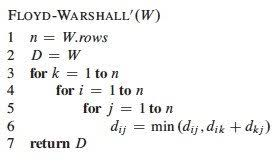 FLOYD-WARSHALL′(W)
1 n = W.rows
2 D = W
3 for k = 1 to n
4 for i = 1 to n
5 for j = 1 to n
6 dij = min (dij, dik + dkj)
7 return D